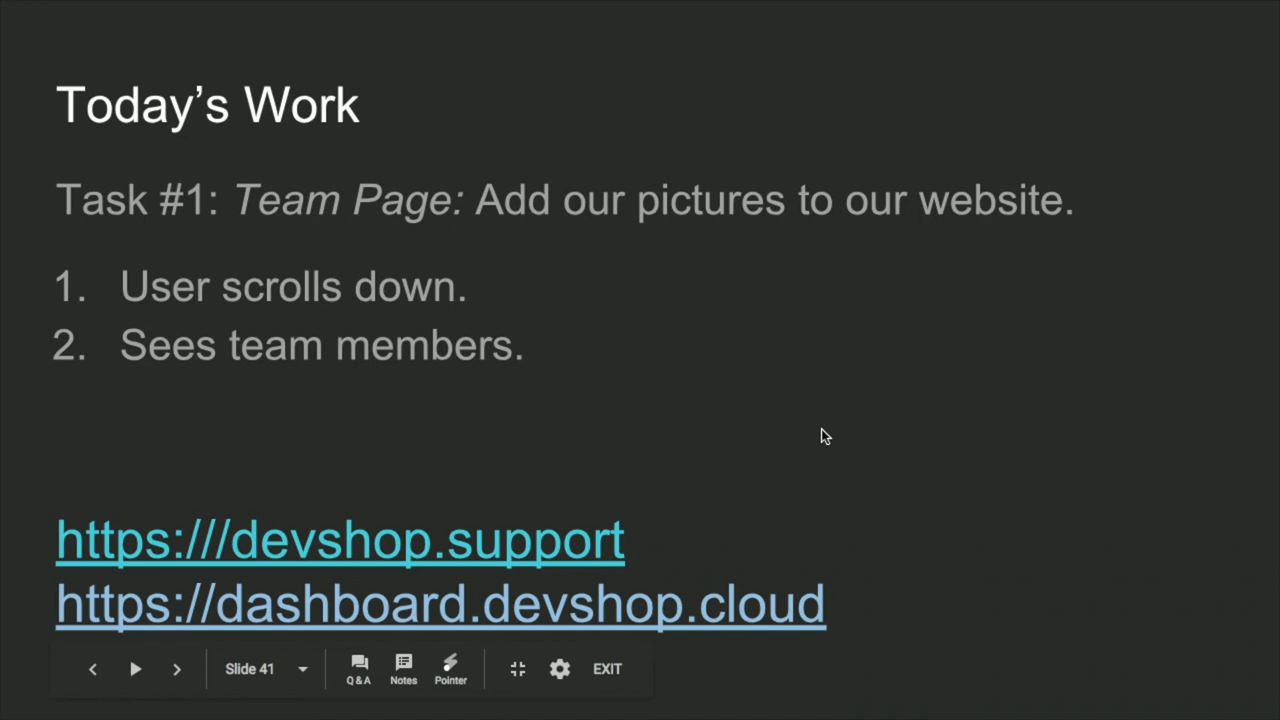 Today’s Work
Task #1: Team Page: Add our pictures to our website.
1. User scrolls down.
2. Sees team members.
https:///devshop.support
https://dashboard.devshop.cloud
Slide 41
Q & A
Notes
Pointer
EXIT